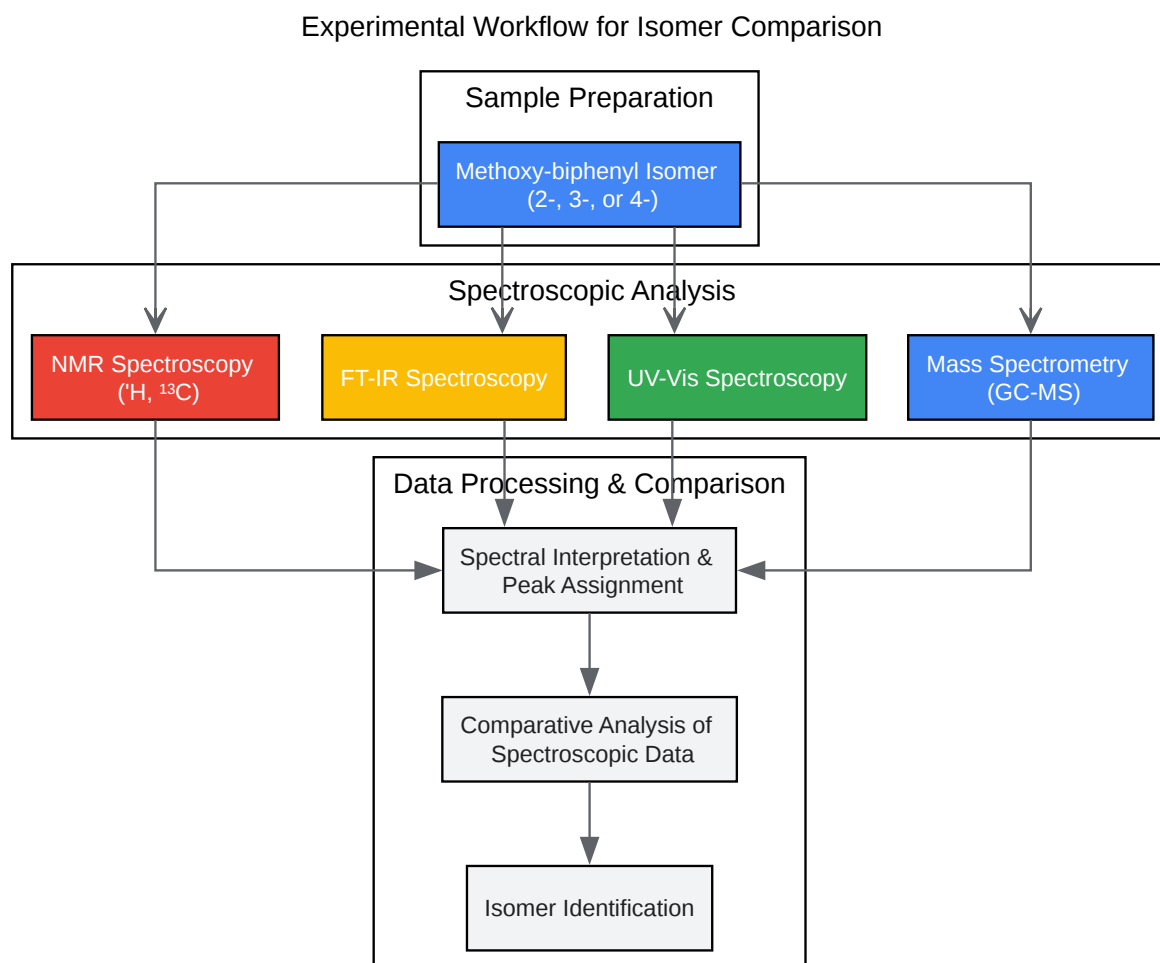 Experimental Workflow for Isomer Comparison
Sample Preparation
Methoxy-biphenyl Isomer
(2-, 3-, or 4-)
Spectroscopic Analysis
NMR Spectroscopy
('H, ¹³C)
FT-IR Spectroscopy
UV-Vis Spectroscopy
Mass Spectrometry
(GC-MS)
Data Processing & Comparison
Spectral Interpretation &
Peak Assignment
Comparative Analysis of
Spectroscopic Data
Isomer Identification